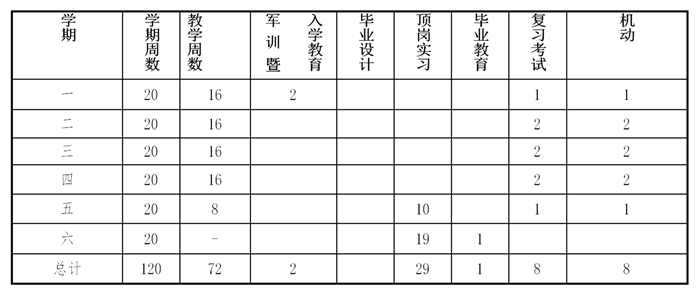 学期 学期周数 教学周数 军训暨入学教育 毕业设计 顶岗实习 毕业教育 复习考试 机动
一 20 16 2 1 1
二 20 16 2 2
三 20 16 2 2
四 20 16 2 2
五 20 8 10 1 1
六 20 - 19 1
总计 120 72 2 29 1 8 8